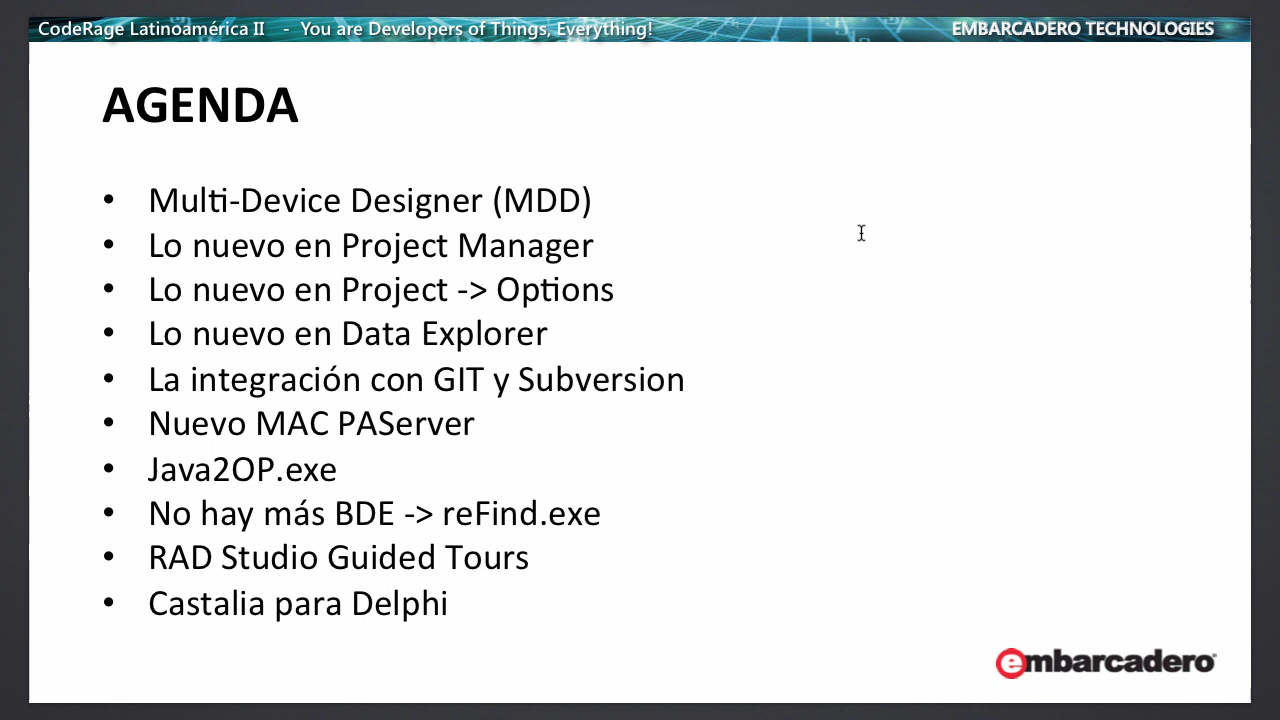 CodeRage Latinoamérica II - You are Developers of Things, Everything!
EMBARCADERO TECHNOLOGIES
AGENDA
• Multi-Device Designer (MDD)
• Lo nuevo en Project Manager
• Lo nuevo en Project -> Options
• Lo nuevo en Data Explorer
• La integración con GIT y Subversion
• Nuevo MAC PAServer
• Java2OP.exe
• No hay más BDE -> reFind.exe
• RAD Studio Guided Tours
• Castalia para Delphi
embarcadero